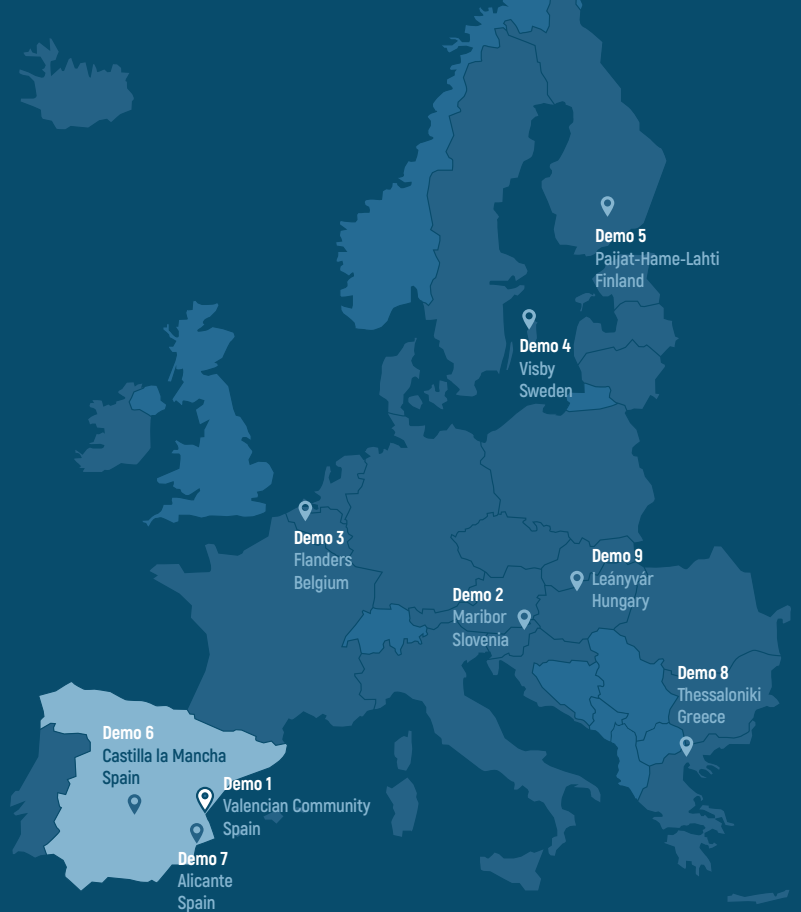 Demo 5
Paijat-Hame-Lahti
Finland
Demo 4
Visby
Sweden
Demo 3
Flanders
Belgium
Demo 9
Leányvár
Hungary
Demo 2
Maribor
Slovenia
Demo 8
Thessaloniki
Greece
Demo 6
Castilla la Mancha
Spain
Demo 1
Valencian Community
Spain
Demo 7
Alicante
Spain